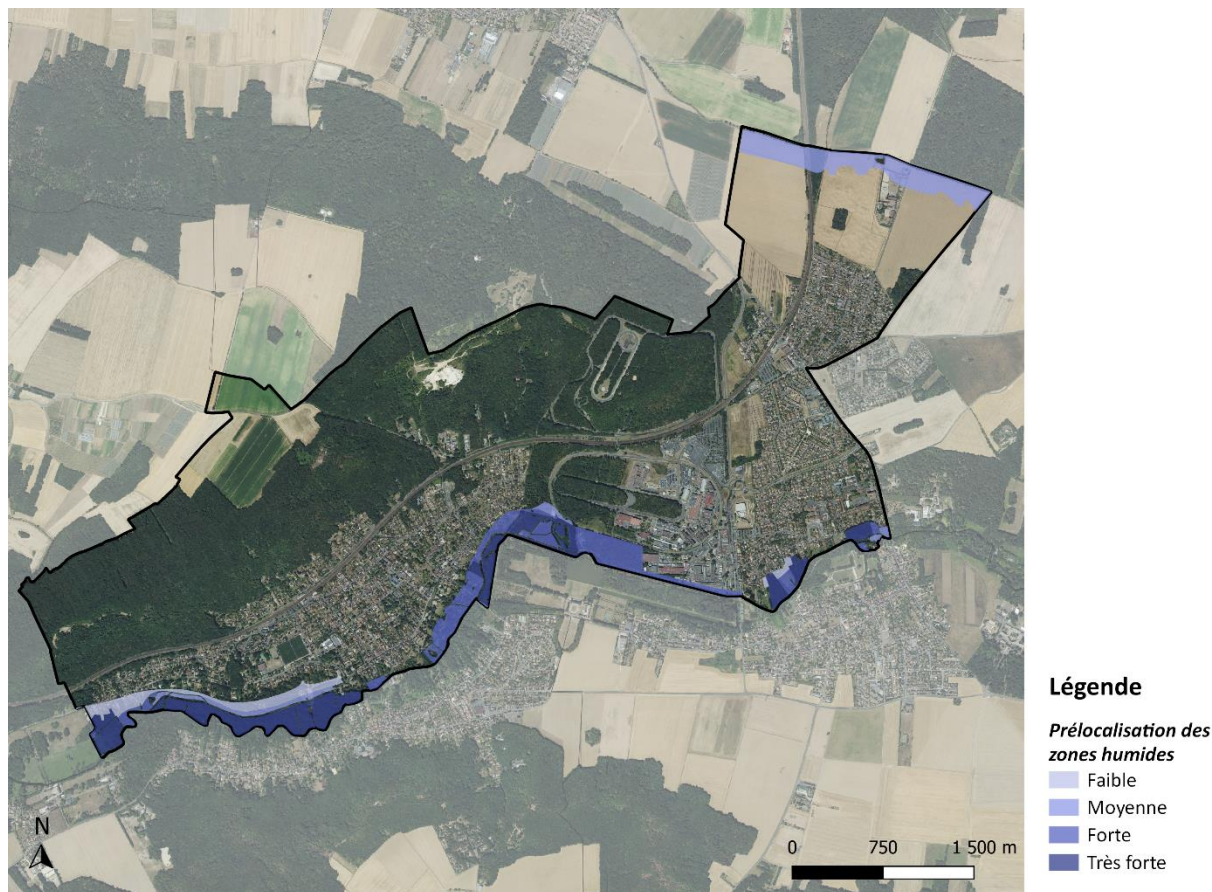 Légende
Prélocalisation des
zones humides
Faible
Moyenne
Forte
Très forte
N
0 750 1 500 m